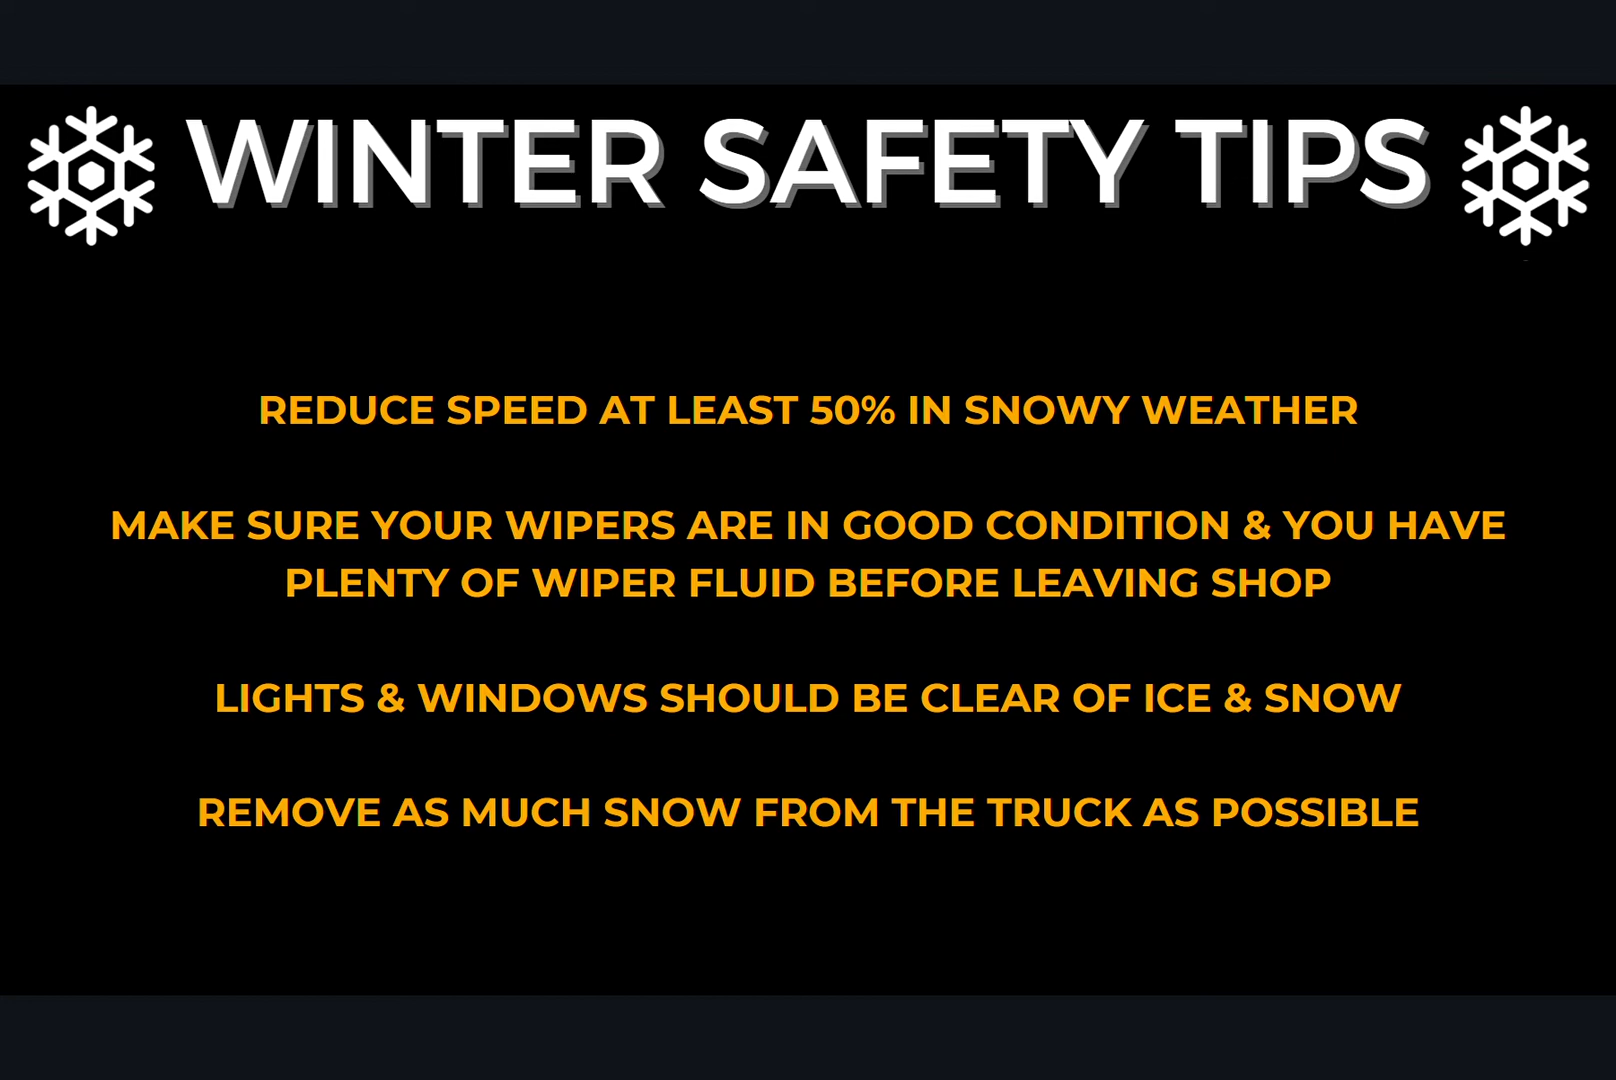 WINTER SAFETY TIPS
REDUCE SPEED AT LEAST 50% IN SNOWY WEATHER
MAKE SURE YOUR WIPERS ARE IN GOOD CONDITION & YOU HAVE
PLENTY OF WIPER FLUID BEFORE LEAVING SHOP
LIGHTS & WINDOWS SHOULD BE CLEAR OF ICE & SNOW
REMOVE AS MUCH SNOW FROM THE TRUCK AS POSSIBLE